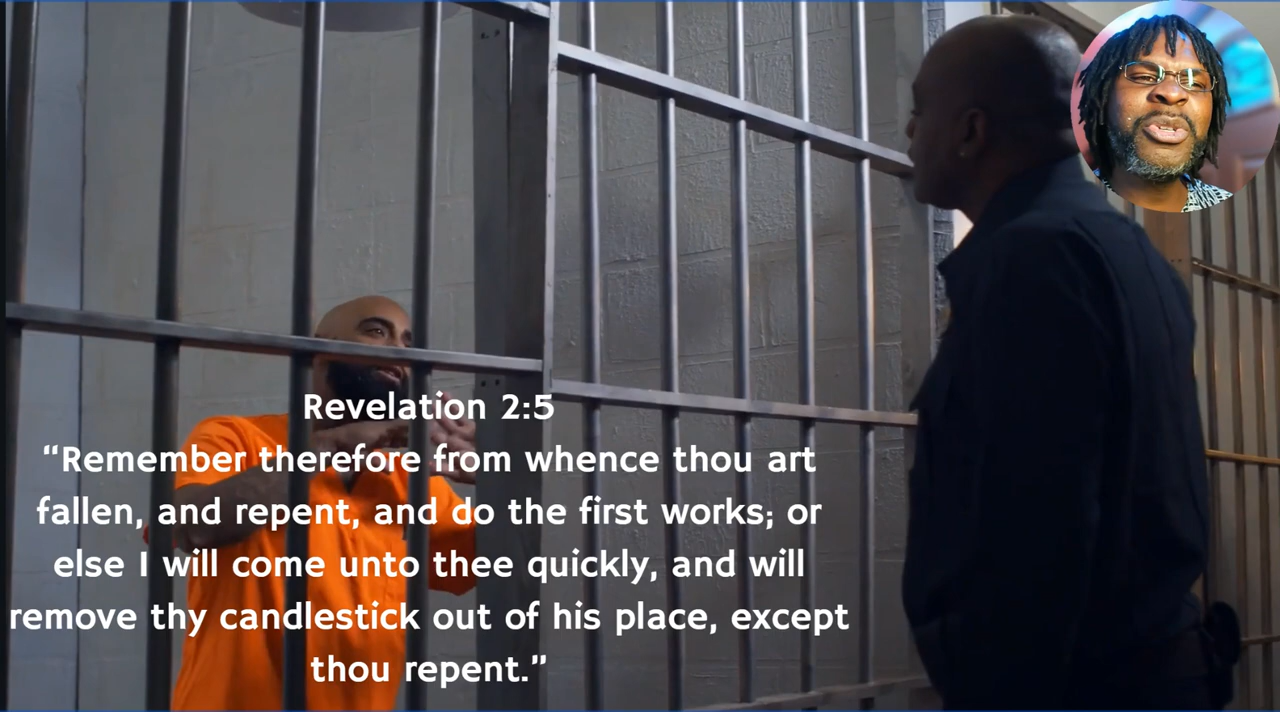 Revelation 2:5
“Remember therefore from whence thou art
fallen, and repent, and do the first works; or
else I will come unto thee quickly, and will
remove thy candlestick out of his place, except
thou repent.”